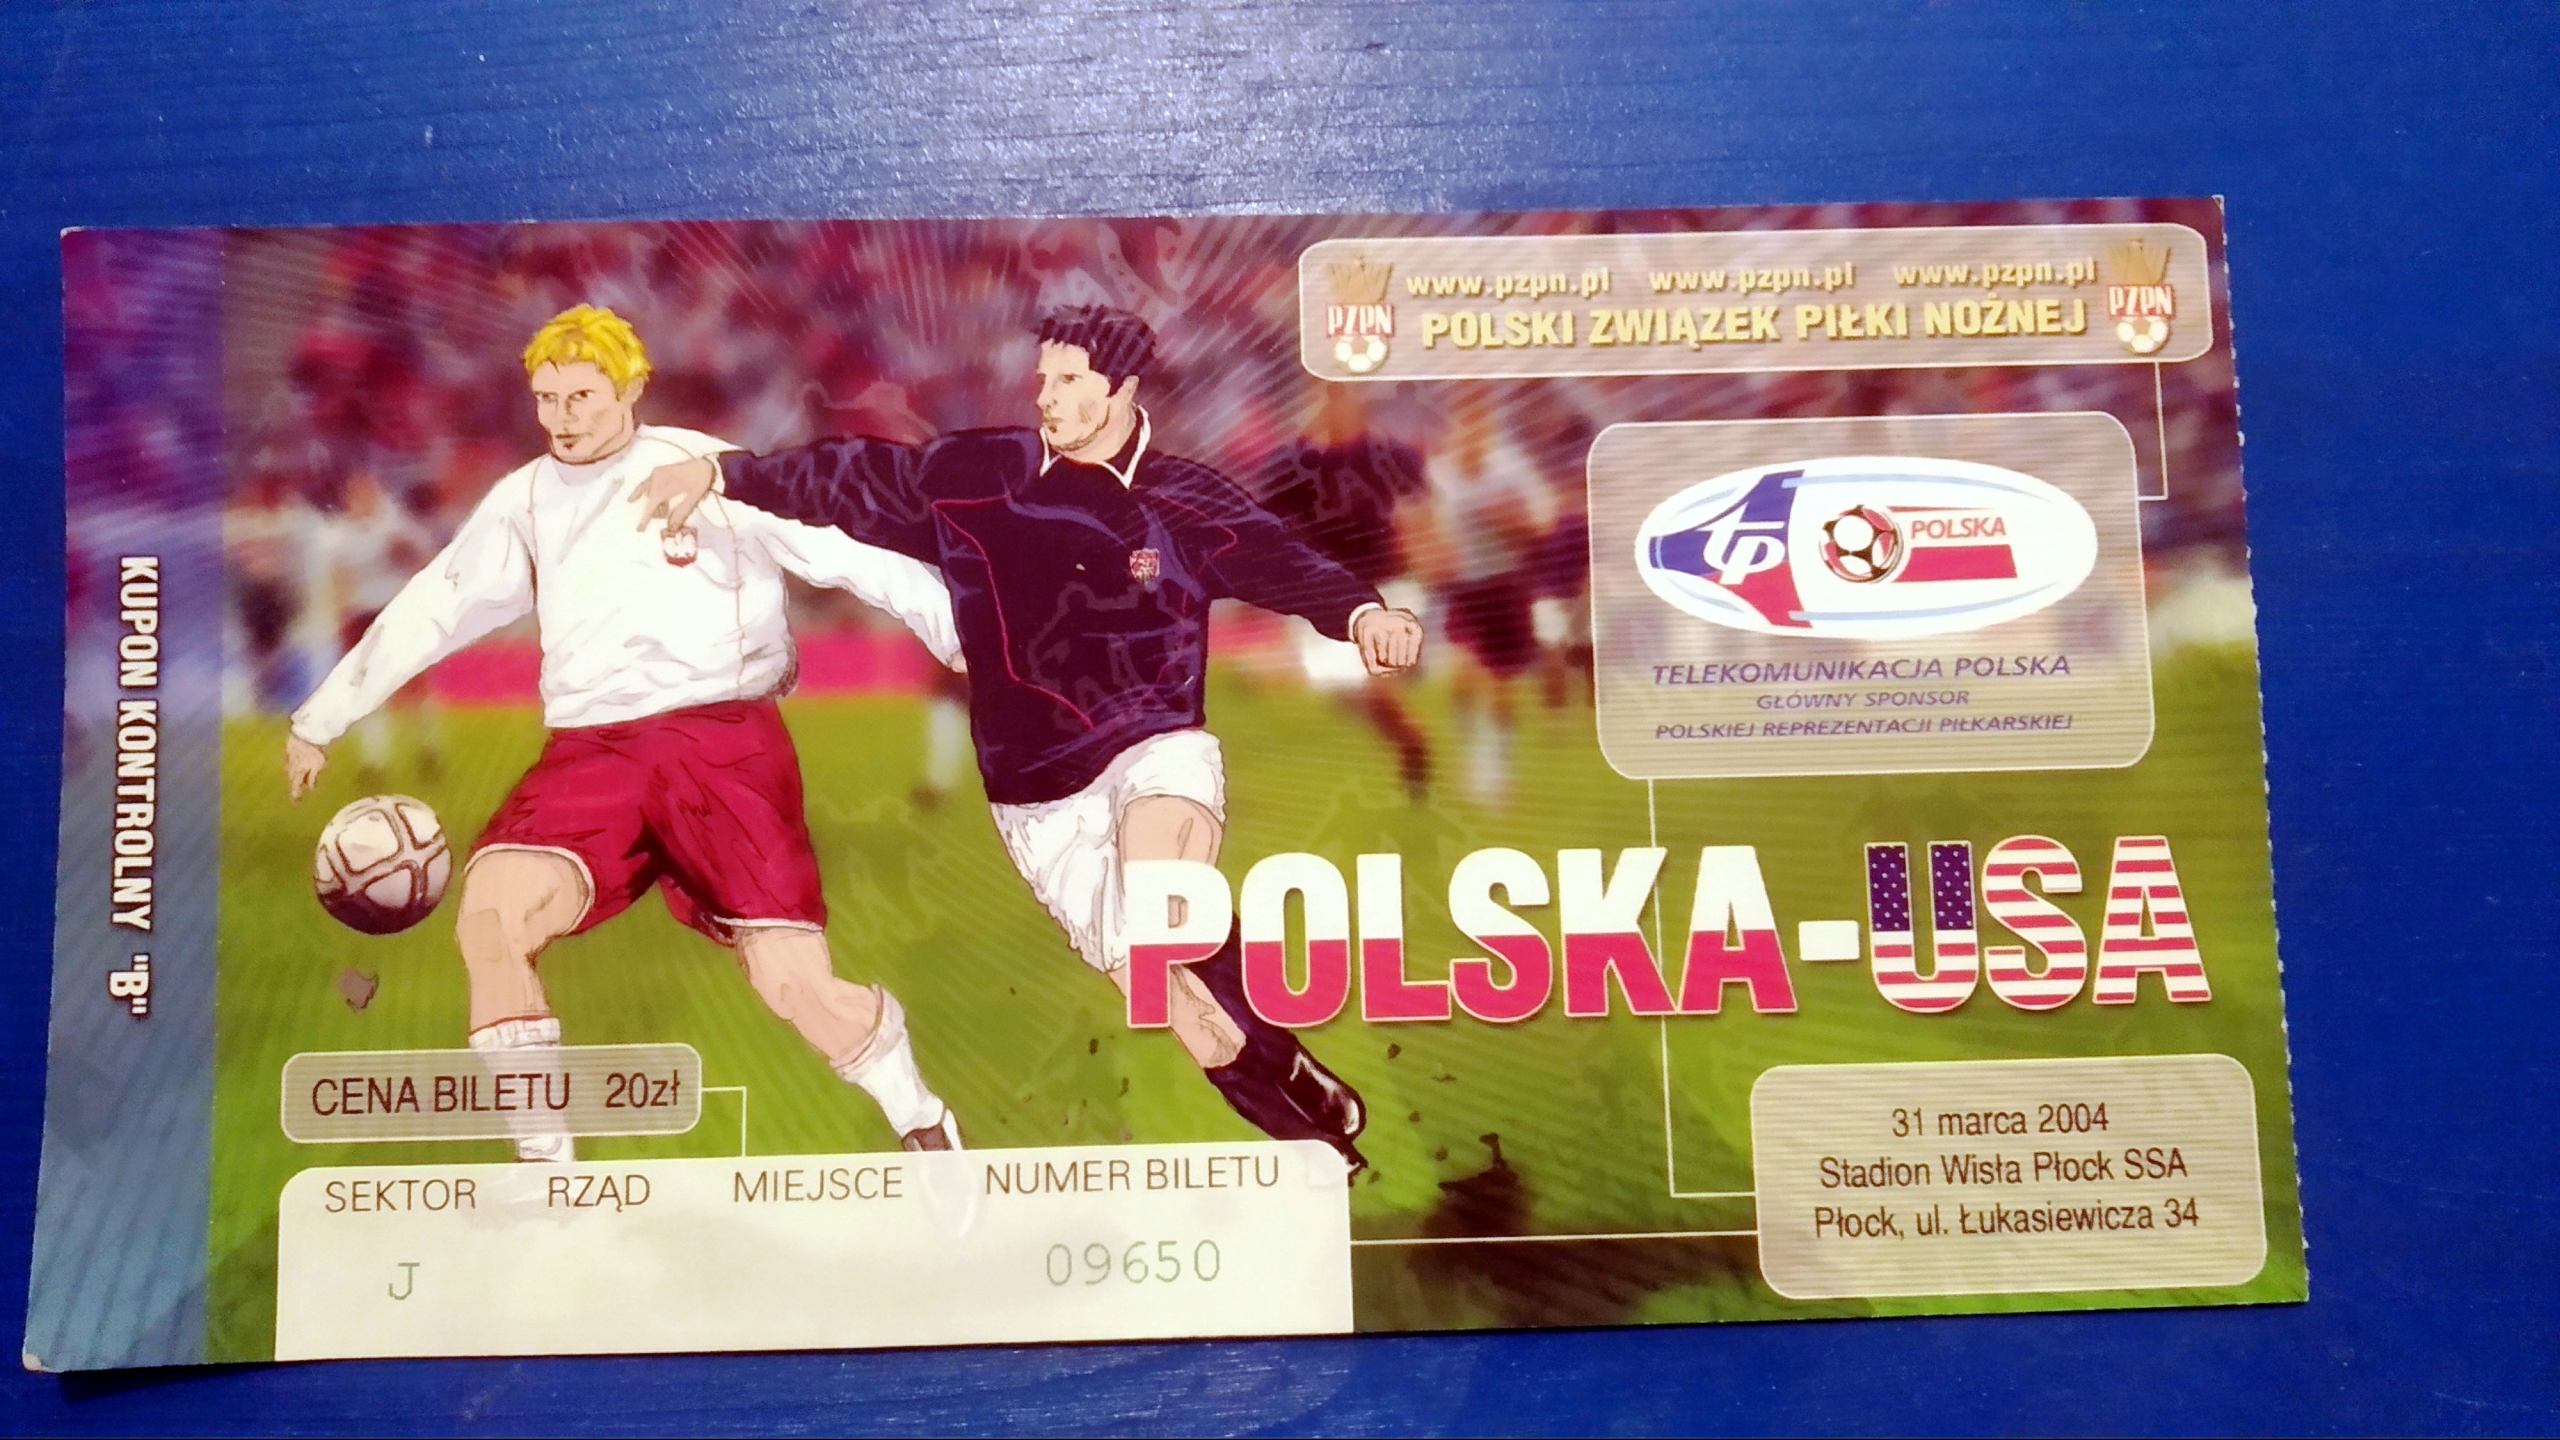 www.pzpn.pl www.pzpn.pl www.pzpn.pl
PZPN POLSKI ZWIĄZEK PIŁKI NOŻNEJ PZPN
tp POLSKA
TELEKOMUNIKACJA POLSKA
GŁÓWNY SPONSOR
POLSKIEJ REPREZENTACJI PIŁKARSKIEJ
KUPON KONTROLNY "B"
POLSKA-USA
CENA BILETU 20zł
SEKTOR RZĄD MIEJSCE NUMER BILETU
J 09650
31 marca 2004
Stadion Wisła Płock SSA
Płock, ul. Łukasiewicza 34